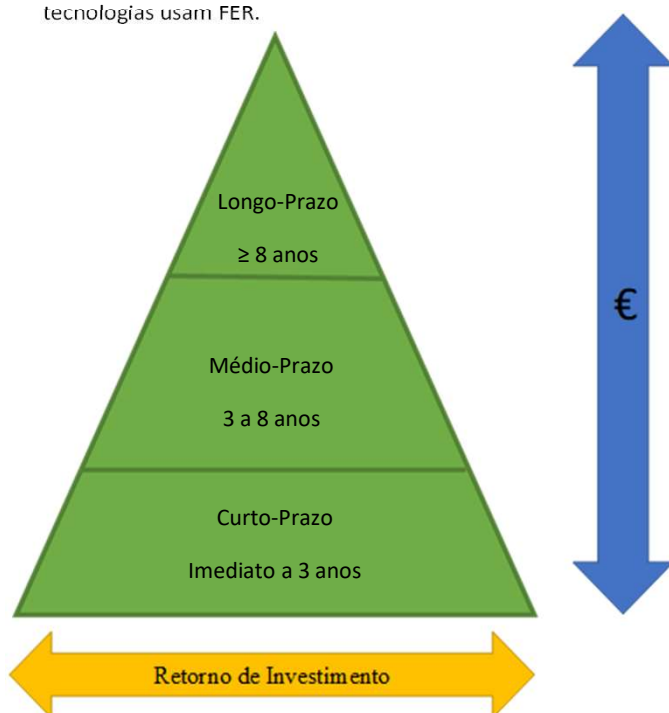 tecnologias usam FER.
Longo-Prazo
≥ 8 anos
€
Médio-Prazo
3 a 8 anos
Curto-Prazo
Imediato a 3 anos
Retorno de Investimento